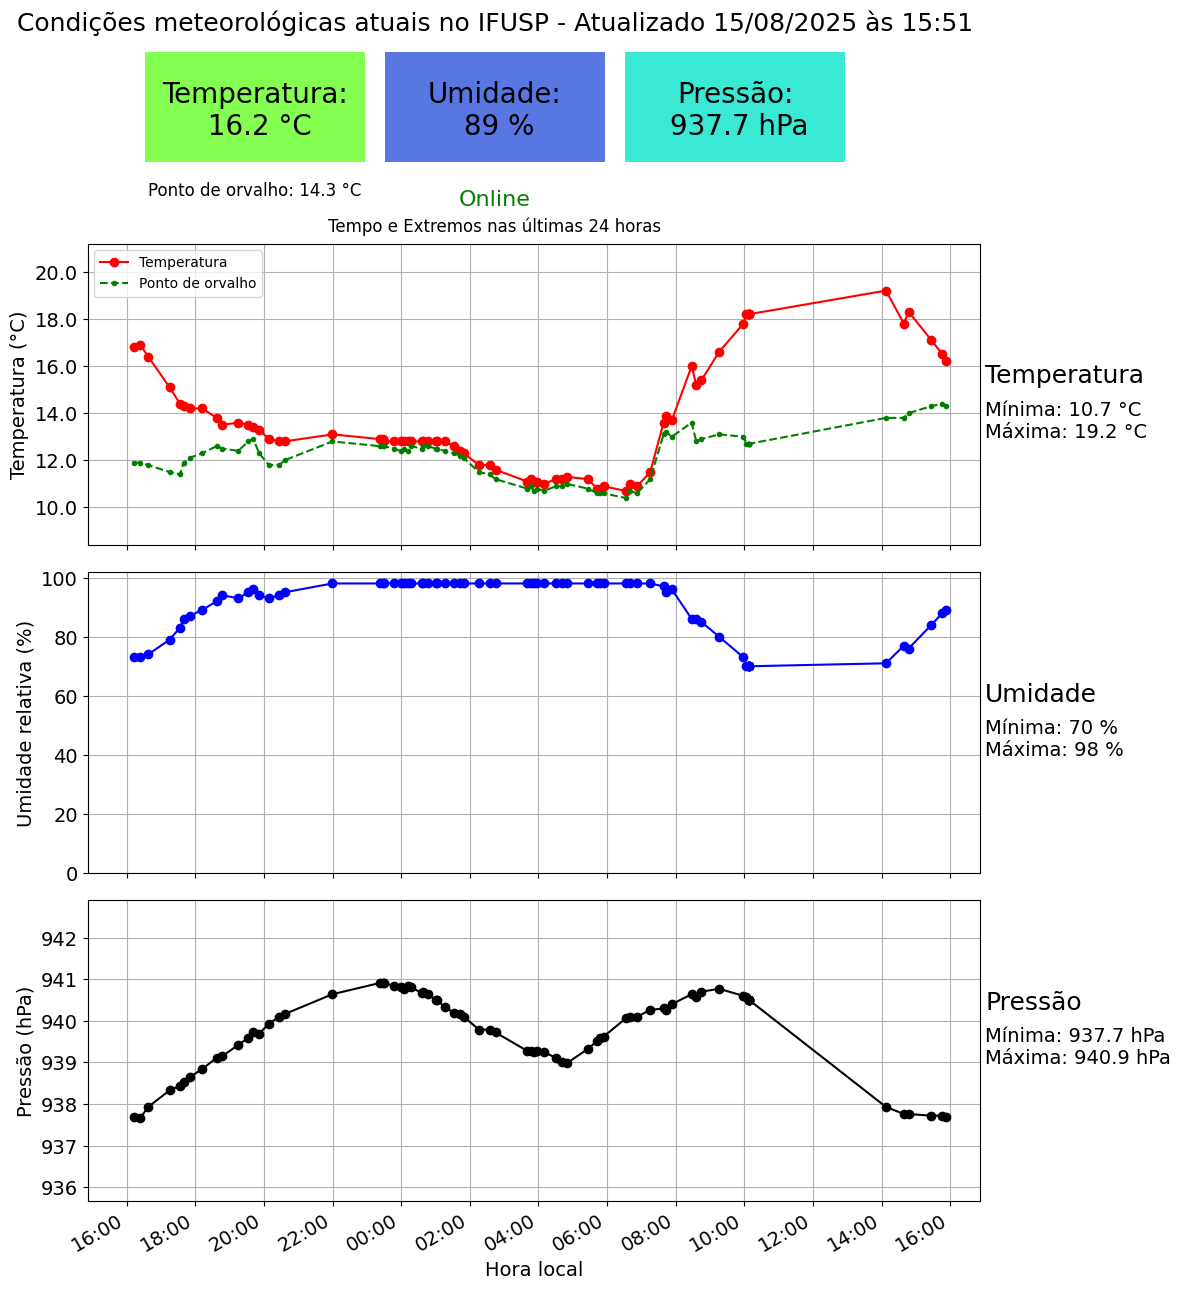 Condições meteorológicas atuais no IFUSP - Atualizado 15/08/2025 às 15:51
Temperatura:
16.2 °C
Umidade:
89 %
Pressão:
937.7 hPa
Ponto de orvalho: 14.3 °C
Online
Tempo e Extremos nas últimas 24 horas
Temperatura
Ponto de orvalho
Temperatura (°C)
20.0
18.0
16.0
14.0
12.0
10.0
Temperatura
Mínima: 10.7 °C
Máxima: 19.2 °C
Umidade relativa (%)
100
80
60
40
20
0
Umidade
Mínima: 70 %
Máxima: 98 %
Pressão (hPa)
942
941
940
939
938
937
936
Pressão
Mínima: 937.7 hPa
Máxima: 940.9 hPa
16:00
18:00
20:00
22:00
00:00
02:00
04:00
06:00
08:00
10:00
12:00
14:00
16:00
Hora local